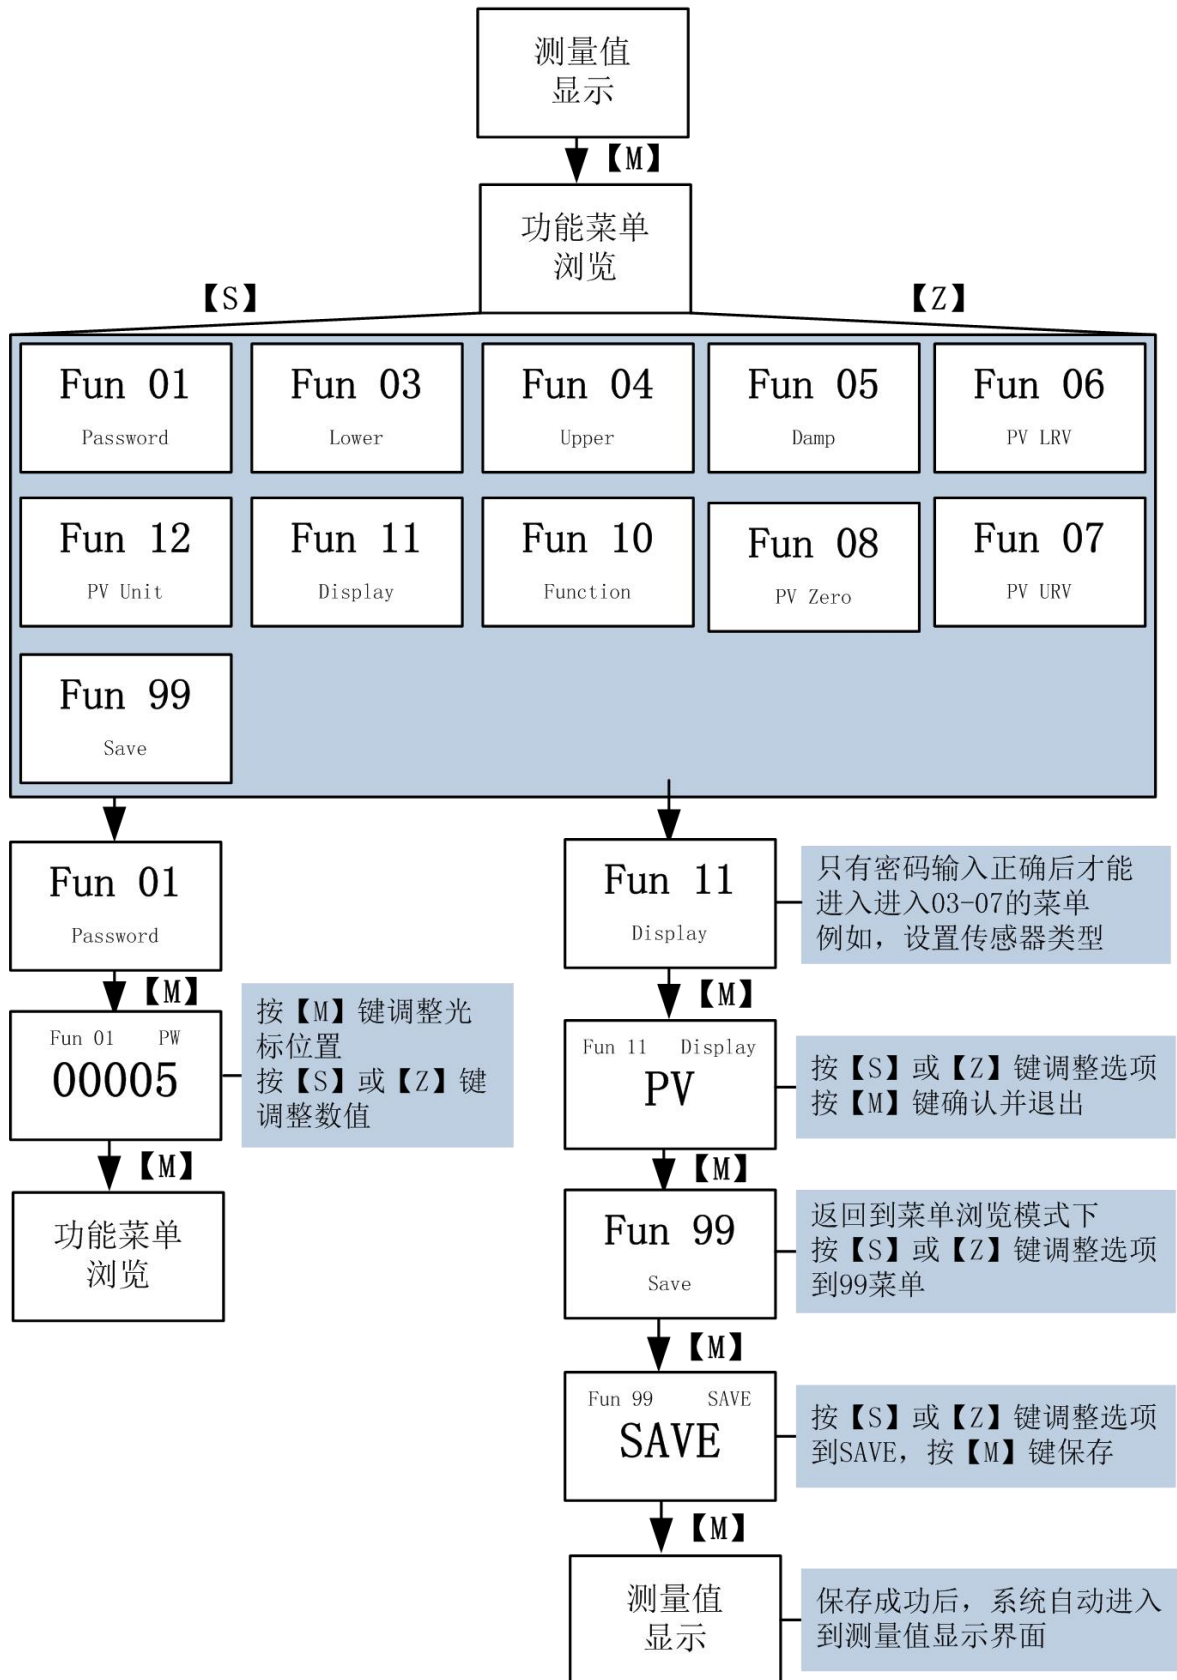 测量值
显示
【M】
功能菜单
浏览
【S】
【Z】
Fun 01
Password
Fun 03
Lower
Fun 04
Upper
Fun 05
Damp
Fun 06
PV LRV
Fun 12
PV Unit
Fun 11
Display
Fun 10
Function
Fun 08
PV Zero
Fun 07
PV URV
Fun 99
Save
Fun 01
Password
【M】
Fun 01 PW
00005
按【M】键调整光
标位置
按【S】或【Z】键
调整数值
【M】
功能菜单
浏览
Fun 11
Display
只有密码输入正确后才能
进入进入03-07的菜单
例如，设置传感器类型
【M】
Fun 11 Display
PV
按【S】或【Z】键调整选项
按【M】键确认并退出
【M】
Fun 99
Save
返回到菜单浏览模式下
按【S】或【Z】键调整选项
到99菜单
【M】
Fun 99 SAVE
SAVE
按【S】或【Z】键调整选项
到SAVE，按【M】键保存
【M】
测量值
显示
保存成功后，系统自动进入
到测量值显示界面